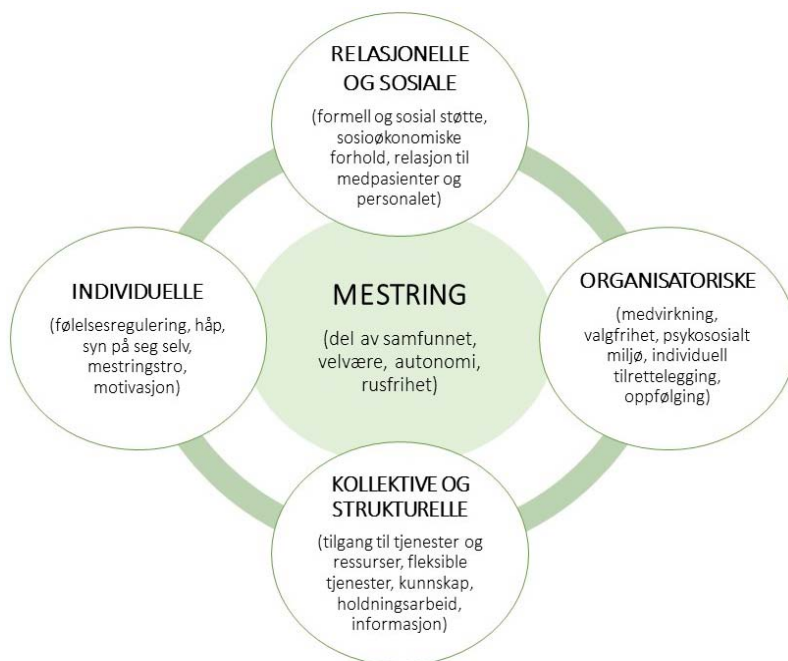 RELASJONELLE
OG SOSIALE
(formell og sosial støtte,
sosioøkonomiske
forhold, relasjon til
medpasienter og
personalet)
INDIVIDUELLE
(følelsesregulering, håp,
syn på seg selv,
mestringstro,
motivasjon)
MESTRING
(del av samfunnet,
velvære, autonomi,
rusfrihet)
ORGANISATORISKE
(medvirkning,
valgfrihet, psykososialt
miljø, individuell
tilrettelegging,
oppfølging)
KOLLEKTIVE OG
STRUKTURELLE
(tilgang til tjenester og
ressurser, fleksible
tjenester, kunnskap,
holdningsarbeid,
informasjon)